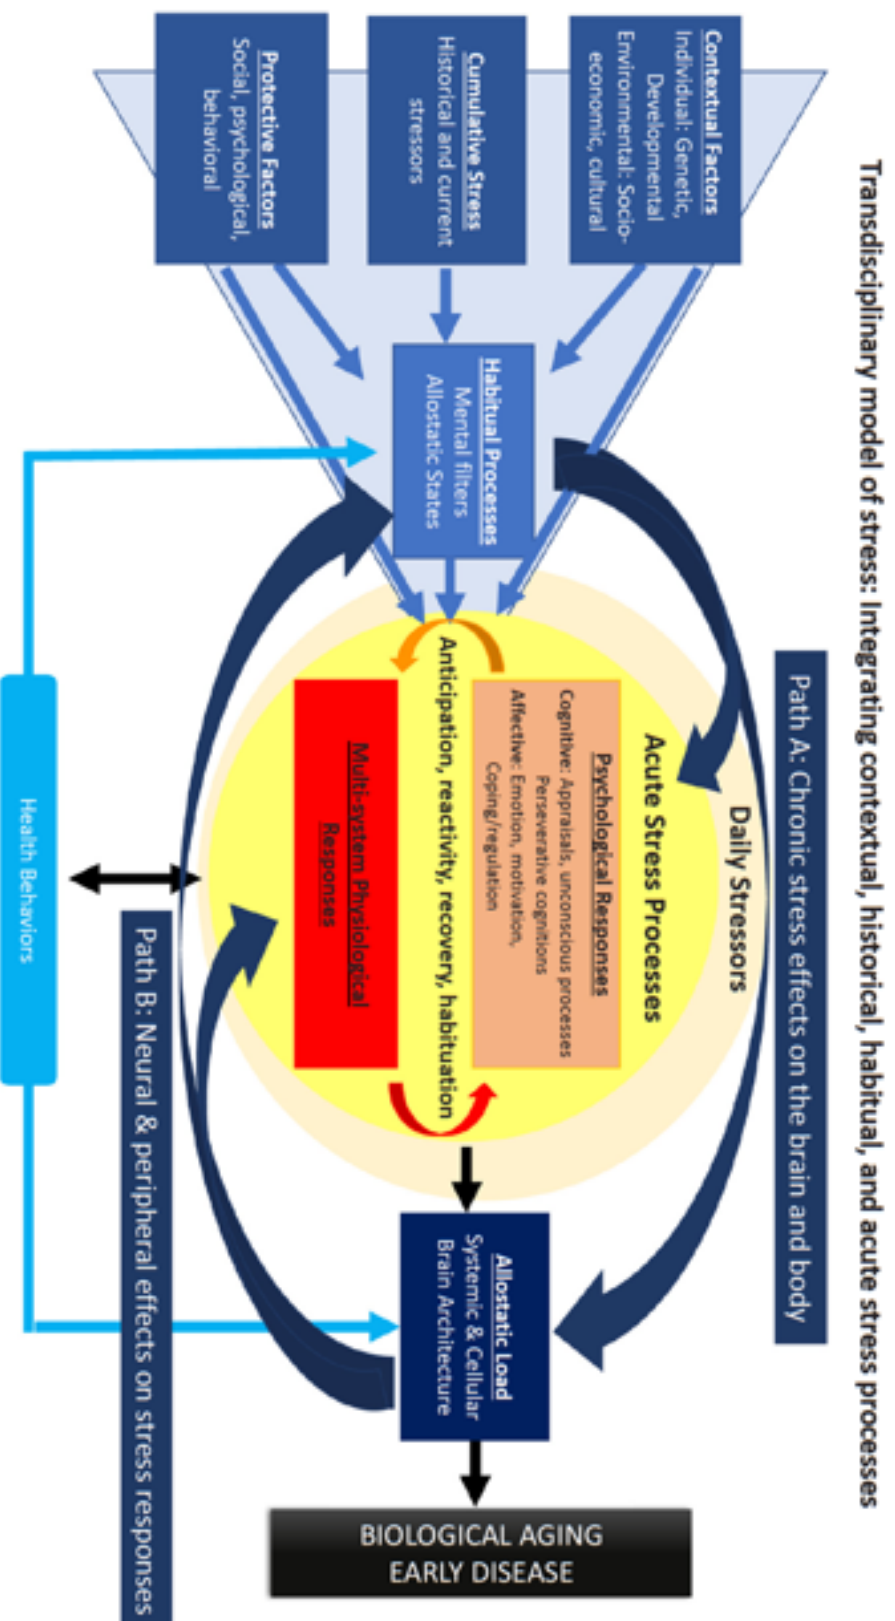 Transdisciplinary model of stress: Integrating contextual, historical, habitual, and acute stress processes
Contextual Factors
Individual: Genetic,
Developmental
Environmental: Socio-
economic, cultural
Cumulative Stress
Historical and current
stressors
Protective Factors
Social, psychological,
behavioral
Habitual Processes
Mental filters
Allostatic States
Path A: Chronic stress effects on the brain and body
Daily Stressors
Acute Stress Processes
Psychological Responses
Cognitive: Appraisals, unconscious processes
Perseverative cognitions
Affective: Emotion, motivation,
Coping/regulation
Anticipation, reactivity, recovery, habituation
Multi-system Physiological
Responses
Allostatic Load
Systemic & Cellular
Brain Architecture
BIOLOGICAL AGING
EARLY DISEASE
Path B: Neural & peripheral effects on stress responses
Health Behaviors